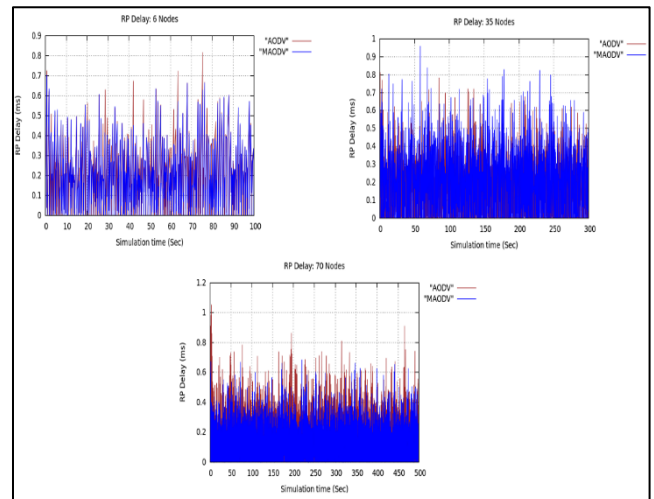 RP Delay: 6 Nodes
"AODV"
"MAODV"
RP Delay (ms)
0.9
0.8
0.7
0.6
0.5
0.4
0.3
0.2
0.1
0
0 10 20 30 40 50 60 70 80 90 100
Simulation time (Sec)
RP Delay: 35 Nodes
"AODV"
"MAODV"
RP Delay (ms)
1
0.9
0.8
0.7
0.6
0.5
0.4
0.3
0.2
0.1
0
0 50 100 150 200 250 300
Simulation time (Sec)
RP Delay: 70 Nodes
"AODV"
"MAODV"
RP Delay (ms)
1.2
1
0.8
0.6
0.4
0.2
0
0 50 100 150 200 250 300 350 400 450 500
Simulation time (Sec)